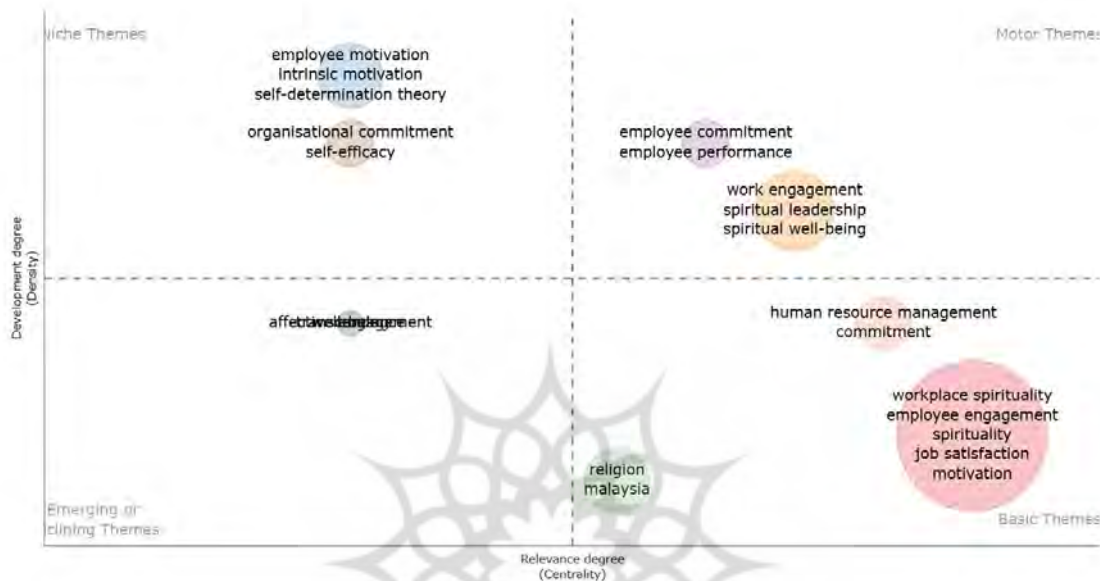 iche Themes
Motor Themes
employee motivation
intrinsic motivation
self-determination theory
organisational commitment
self-efficacy
employee commitment
employee performance
work engagement
spiritual leadership
spiritual well-being
human resource management
commitment
workplace spirituality
employee engagement
spirituality
job satisfaction
motivation
religion
malaysia
Emerging or
clining Themes
Basic Themes
Development degree
(Density)
Relevance degree
(Centrality)